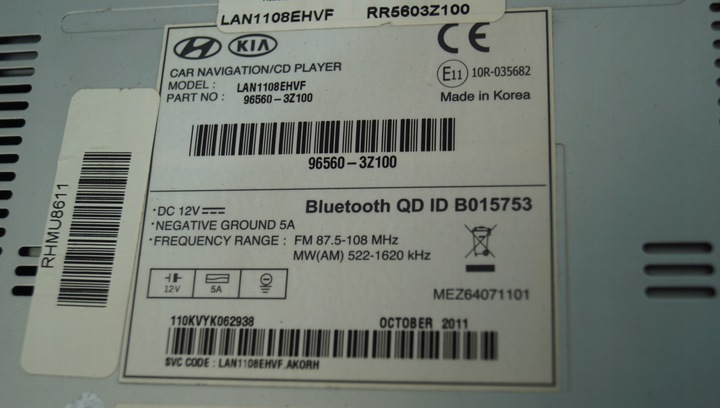 LAN1108EHVF RR5603Z100
KIA
CE
CAR NAVIGATION/CD PLAYER
MODEL : LAN1108EHVF
PART NO : 96560-3Z100
E11 10R-035682
Made in Korea
96560-3Z100
RHMU8611
Bluetooth QD ID B015753
·DC 12V
·NEGATIVE GROUND 5A
·FREQUENCY RANGE : FM 87.5-108 MHz
MW(AM) 522-1620 kHz
12V 5A
MEZ64071101
110KVYK062938 OCTOBER 2011
SVC CODE : LAN1108EHVF.AKORH